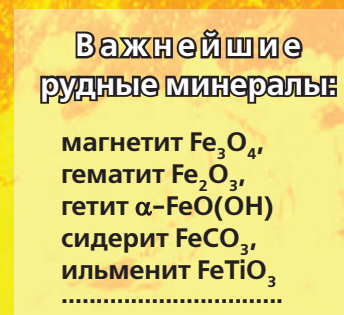 Важнейшие
рудные минералы:
магнетит Fe₃O₄,
гематит Fe₂O₃,
гетит α–FeO(OH)
сидерит FeCO₃,
ильменит FeTiO₃
................................